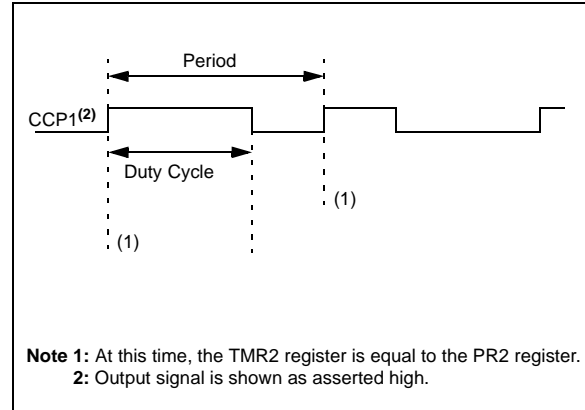 Period
CCP1(2)
Duty Cycle
(1)
(1)
Note 1: At this time, the TMR2 register is equal to the PR2 register.
2: Output signal is shown as asserted high.